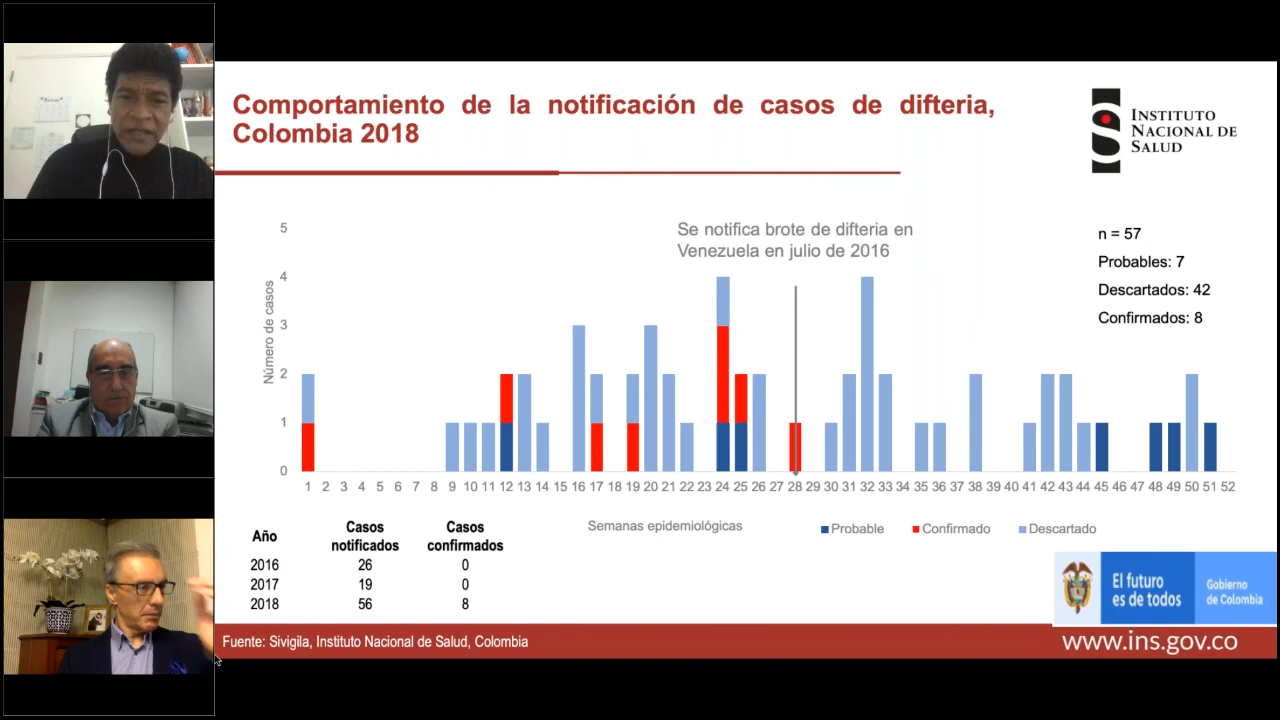 Comportamiento de la notificación de casos de difteria,
Colombia 2018
INSTITUTO
NACIONAL DE
SALUD
Se notifica brote de difteria en
Venezuela en julio de 2016
n = 57
Probables: 7
Descartados: 42
Confirmados: 8
Número de casos
5
4
3
2
1
0
1 2 3 4 5 6 7 8 9 10 11 12 13 14 15 16 17 18 19 20 21 22 23 24 25 26 27 28 29 30 31 32 33 34 35 36 37 38 39 40 41 42 43 44 45 46 47 48 49 50 51 52
Semanas epidemiológicas
Probable Confirmado Descartado
Año Casos notificados Casos confirmados
2016 26 0
2017 19 0
2018 56 8
El futuro
es de todos
Gobierno
de Colombia
Fuente: Sivigila, Instituto Nacional de Salud, Colombia
www.ins.gov.co